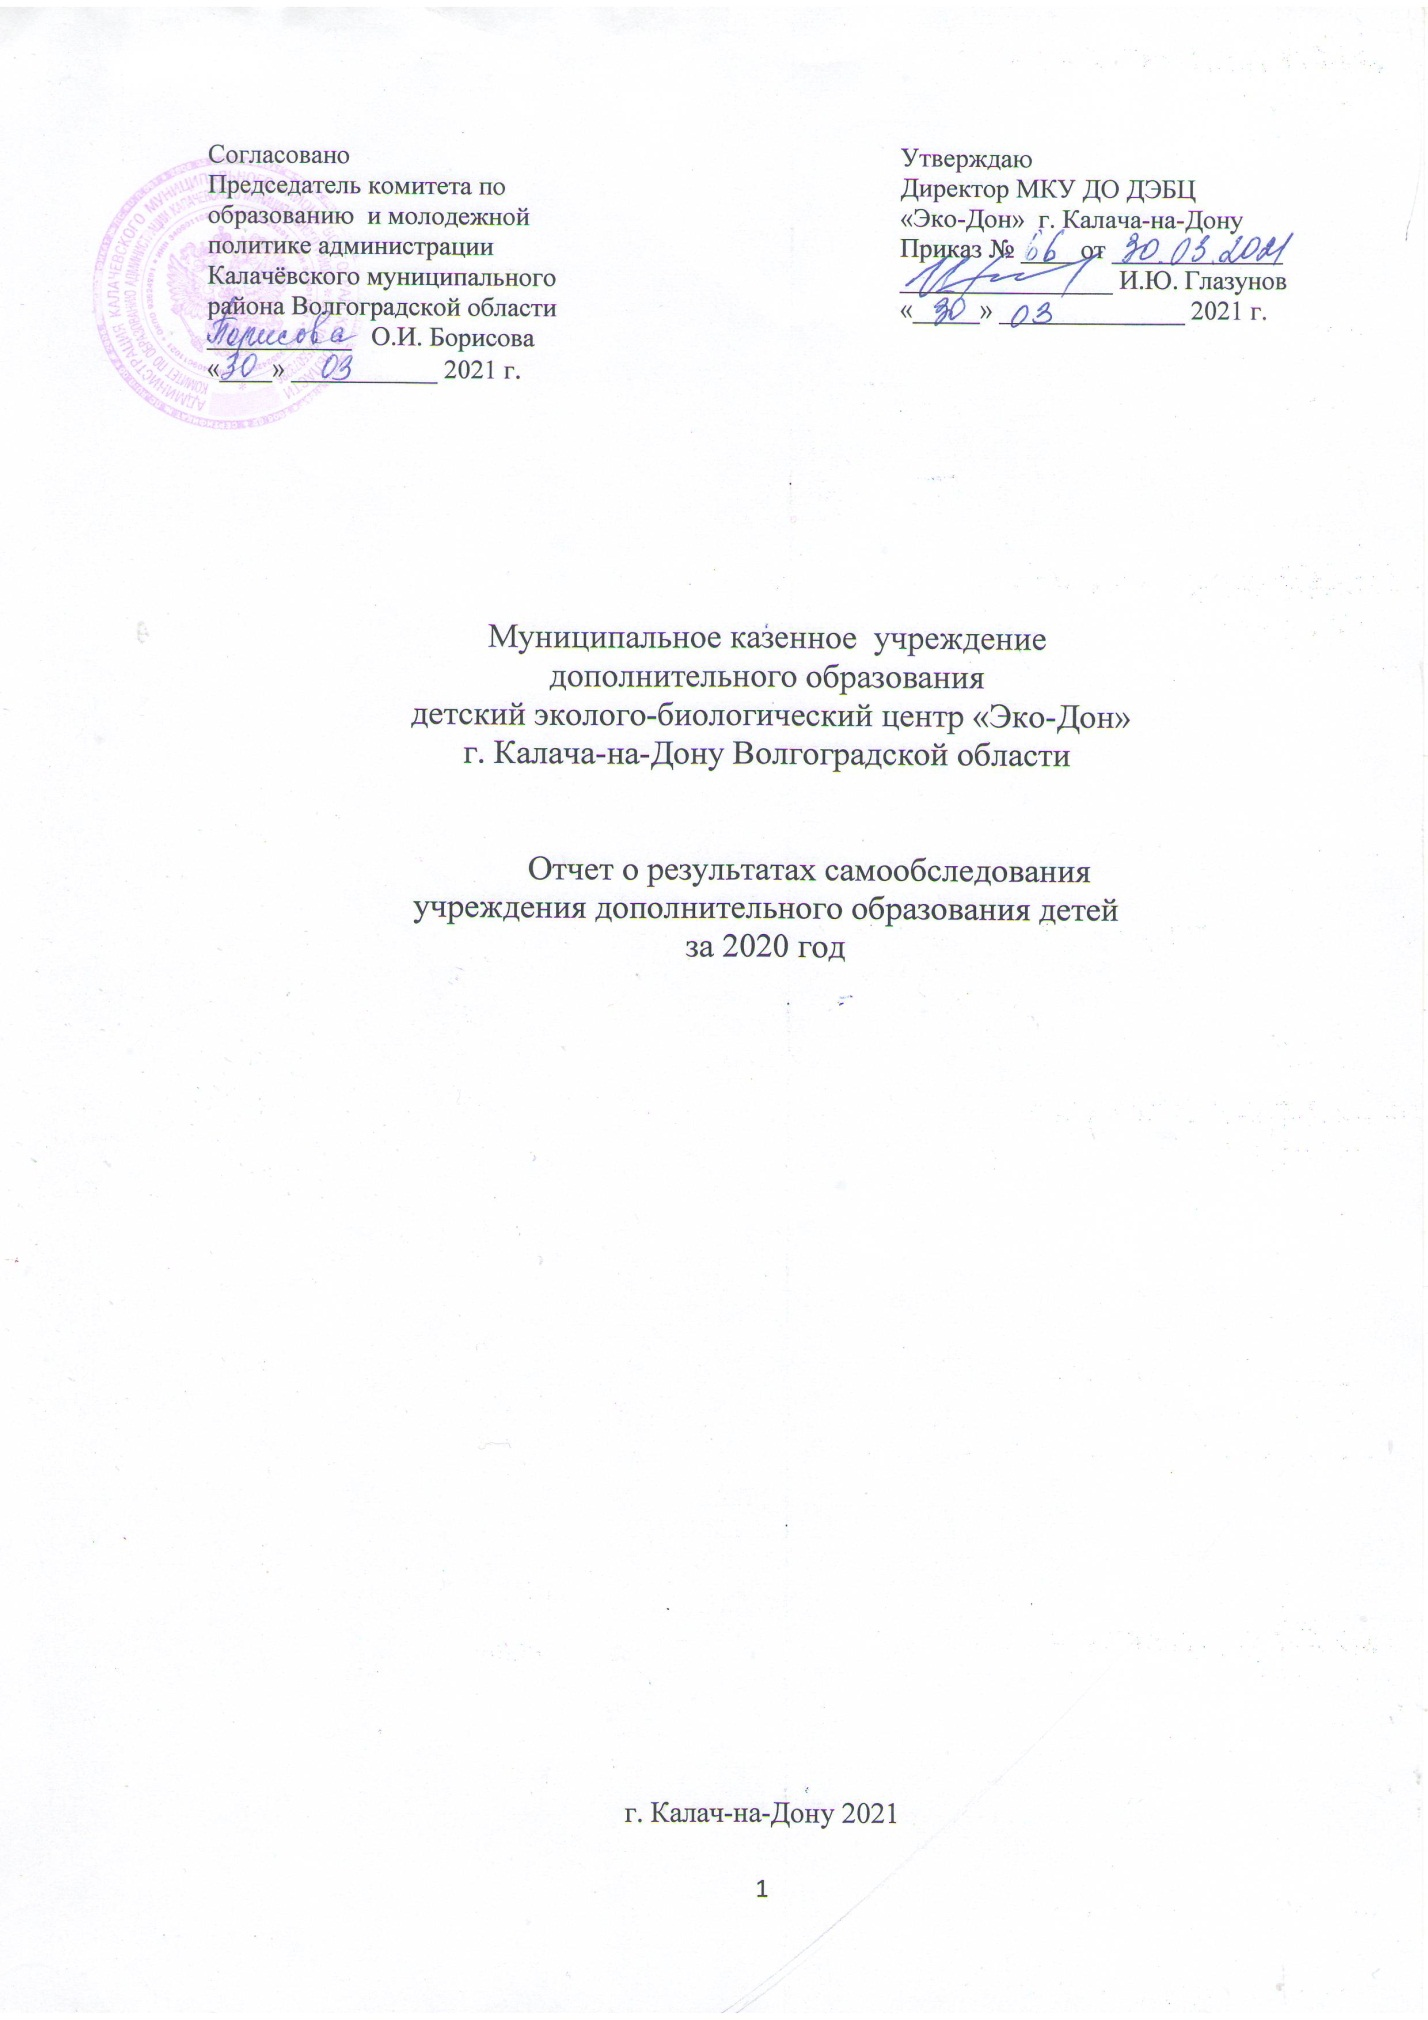 Согласовано
Председатель комитета по
образованию и молодежной
политике администрации
Калачёвского муниципального
района Волгоградской области
Борисова О.И. Борисова
«30» 03 2021 г.
Утверждаю
Директор МКУ ДО ДЭБЦ
«Эко-Дон» г. Калача-на-Дону
Приказ № 66 от 30.03.2021
И.Ю. Глазунов
«30» 03 2021 г.
Муниципальное казенное учреждение
дополнительного образования
детский эколого-биологический центр «Эко-Дон»
г. Калача-на-Дону Волгоградской области
Отчет о результатах самообследования
учреждения дополнительного образования детей
за 2020 год
г. Калач-на-Дону 2021
1